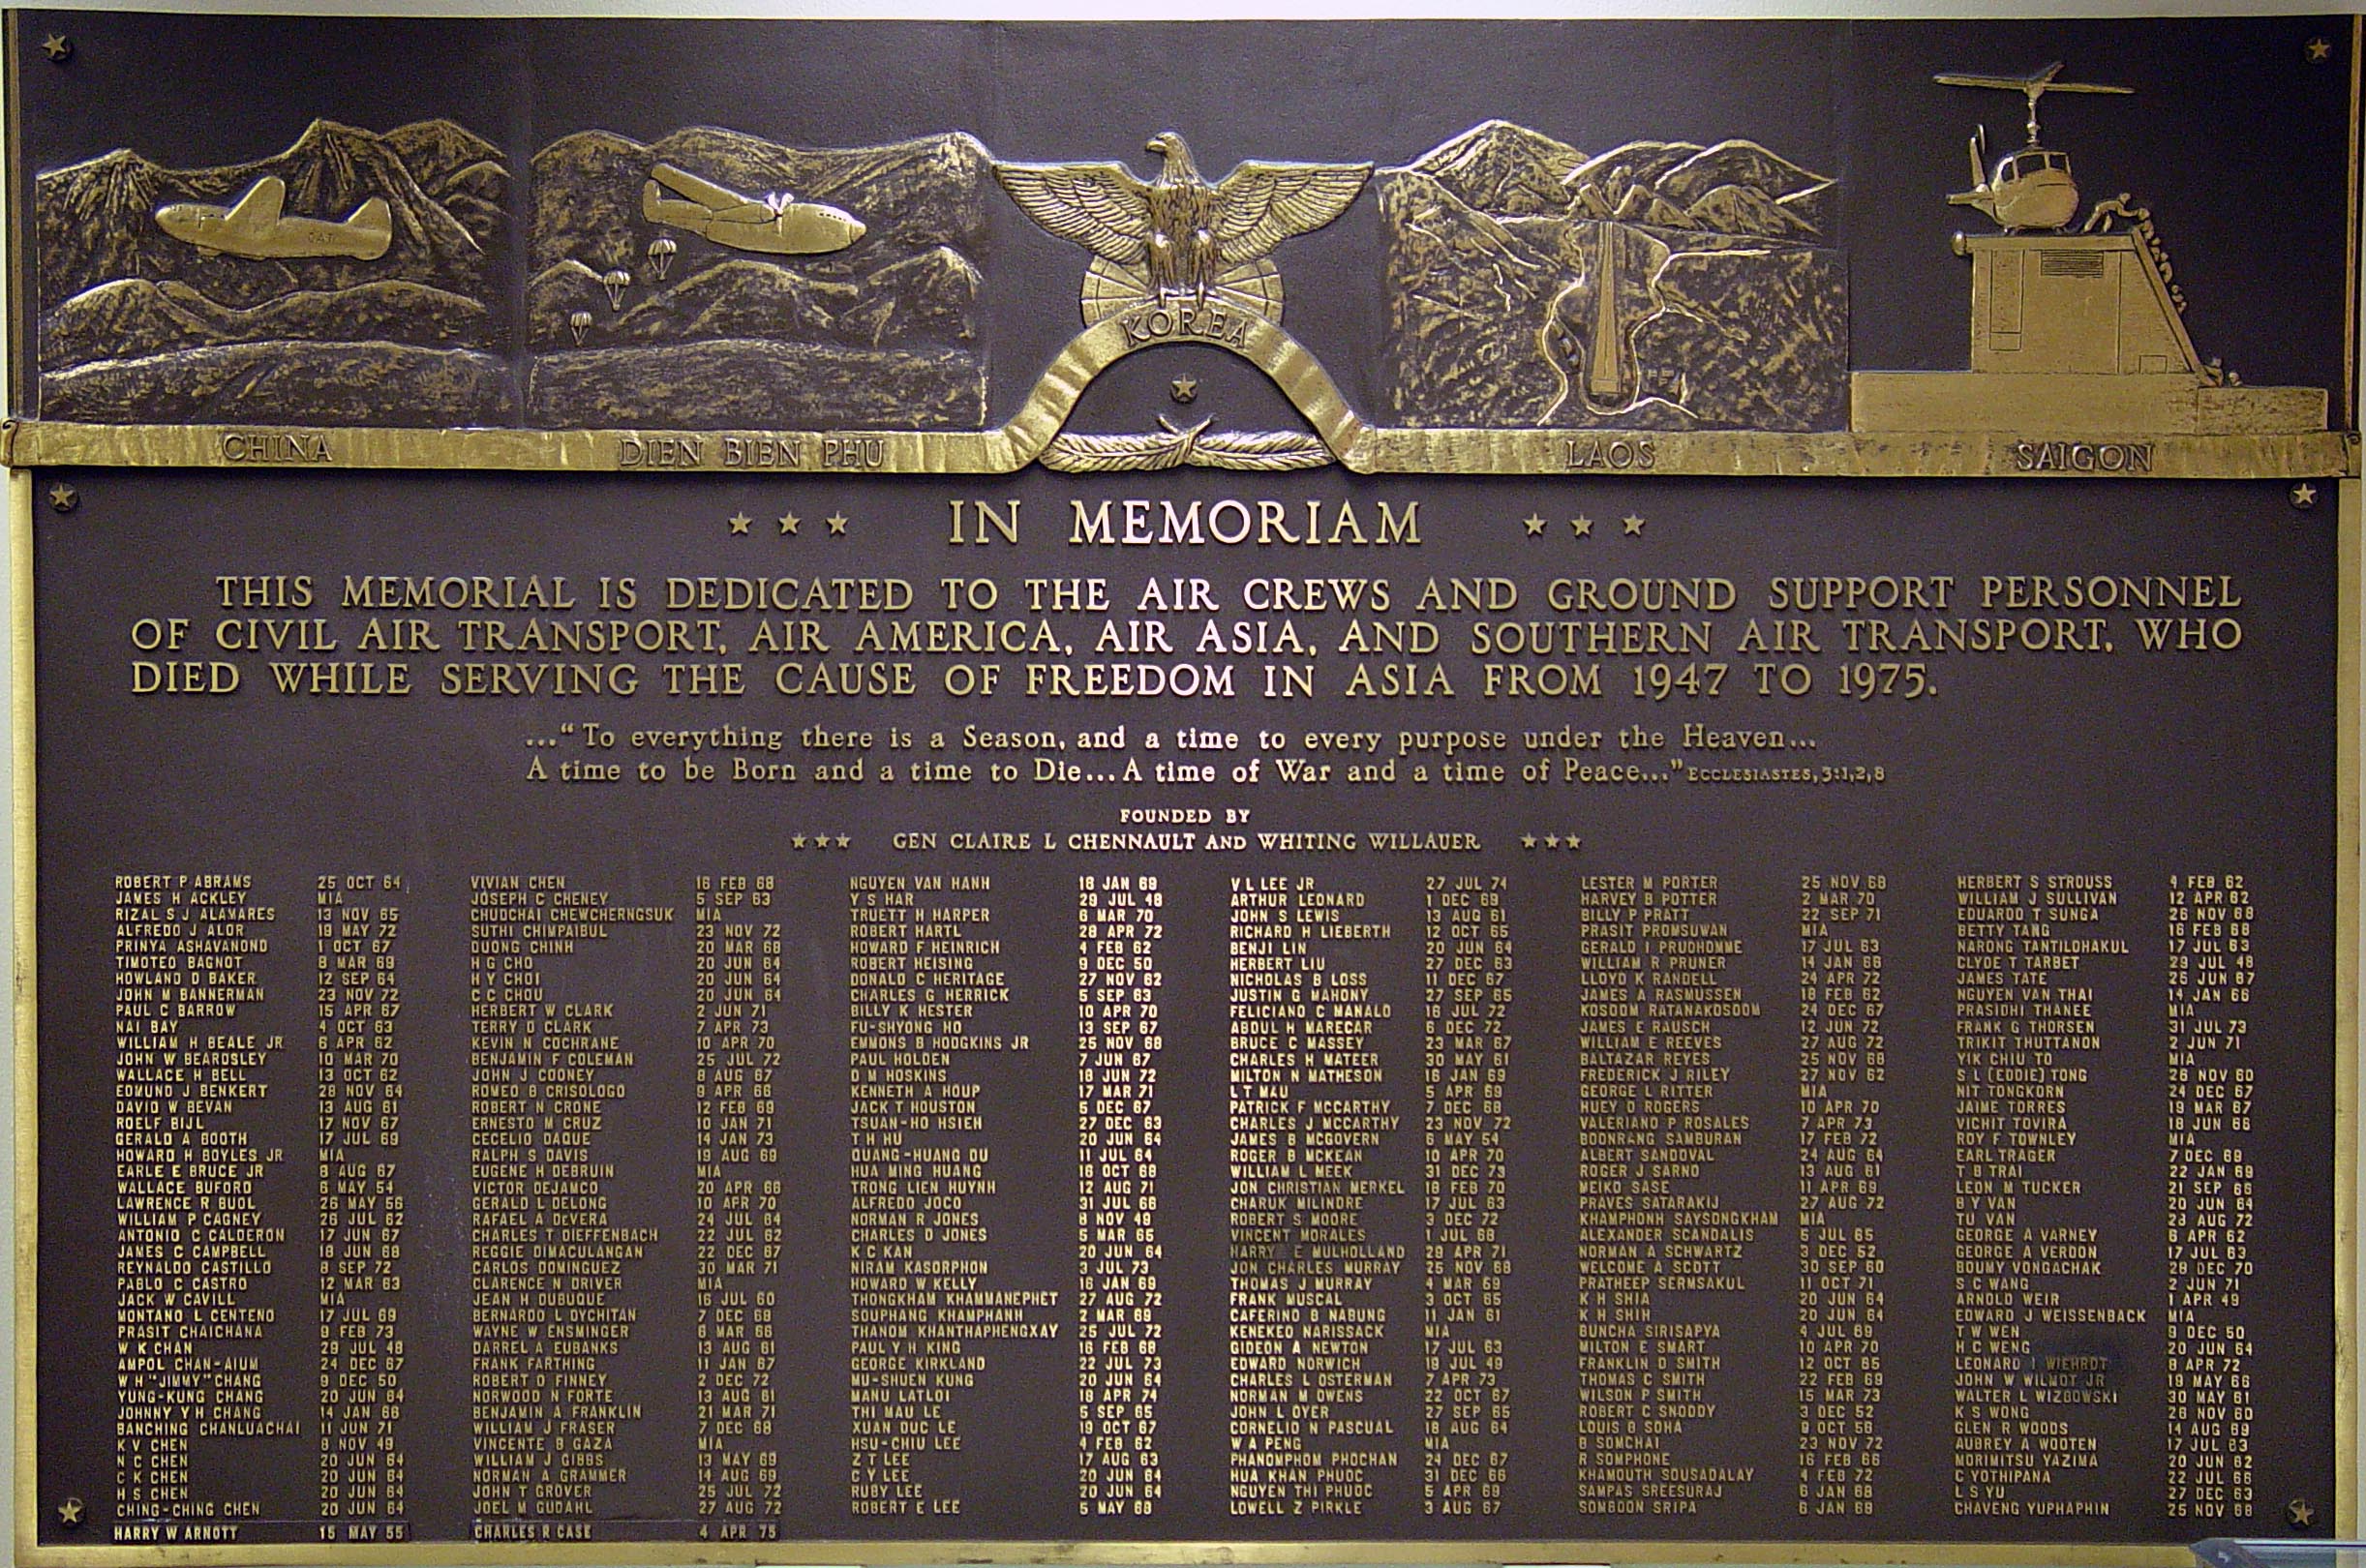 CAT
KOREA
CHINA
DIEN BIEN PHU
LAOS
SAIGON
IN MEMORIAM
THIS MEMORIAL IS DEDICATED TO THE AIR CREWS AND GROUND SUPPORT PERSONNEL
OF CIVIL AIR TRANSPORT, AIR AMERICA, AIR ASIA, AND SOUTHERN AIR TRANSPORT, WHO
DIED WHILE SERVING THE CAUSE OF FREEDOM IN ASIA FROM 1947 TO 1975.
..."To everything there is a Season, and a time to every purpose under the Heaven...
A time to be Born and a time to Die...A time of War and a time of Peace..." ECCLESIASTES, 3:1,2,8
FOUNDED BY
GEN CLAIRE L CHENNAULT AND WHITING WILLAUER
ROBERT P ABRAMS 25 OCT 64
JAMES H ACKLEY MIA
RIZAL S J ALAMARES 13 NOV 65
ALFREDO J ALOR 19 MAY 72
PRINYA ASHAVANOND 1 OCT 67
TIMOTEO BAGNOT 8 MAR 69
HOWLAND D BAKER 12 SEP 64
JOHN M BANNERMAN 23 NOV 72
PAUL C BARROW 15 APR 67
NAI BAY 4 OCT 63
WILLIAM H BEALE JR 6 APR 62
JOHN W BEARDSLEY 10 MAR 70
WALLACE H BELL 13 OCT 62
EDMUND J BENKERT 28 NOV 64
DAVID W BEVAN 13 AUG 61
ROELF BIJL 17 NOV 67
GERALD A BOOTH 17 JUL 69
HOWARD H BOYLES JR MIA
EARLE E BRUCE JR 8 AUG 67
WALLACE BUFORD 6 MAY 54
LAWRENCE R BUOL 26 MAY 56
WILLIAM P CAGNEY 26 JUL 62
ANTONIO C CALDERON 17 JUN 67
JAMES C CAMPBELL 18 JUN 68
REYNALDO CASTILLO 8 SEP 72
PABLO C CASTRO 12 MAR 63
JACK W CAVILL MIA
MONTANO L CENTENO 17 JUL 69
PRASIT CHAICHANA 9 FEB 73
W K CHAN 29 JUL 48
AMPOL CHAN-AIUM 24 DEC 67
W H "JIMMY" CHANG 9 DEC 50
YUNG-KUNG CHANG 20 JUN 64
JOHNNY Y H CHANG 14 JAN 68
BANCHING CHANLUACHAI 11 JUN 71
K V CHEN 8 NOV 49
N C CHEN 20 JUN 64
C K CHEN 20 JUN 64
H S CHEN 20 JUN 64
CHING-CHING CHEN 20 JUN 64
HARRY W ARNOTT 15 MAY 55
VIVIAN CHEN 16 FEB 68
JOSEPH C CHENEY 5 SEP 63
CHUDCHAI CHEWCHERNGSUK MIA
SUTHI CHIMPAIBUL 23 NOV 72
DUONG CHINH 20 MAR 68
H G CHO 20 JUN 64
H Y CHOI 20 JUN 64
C C CHOU 20 JUN 64
HERBERT W CLARK 2 JUN 71
TERRY D CLARK 7 APR 73
KEVIN N COCHRANE 10 APR 70
BENJAMIN F COLEMAN 25 JUL 72
JOHN J COONEY 8 AUG 67
ROMEO B CRISOLOGO 9 APR 66
ROBERT N CRONE 12 FEB 69
ERNESTO M CRUZ 10 JAN 71
CECELIO DAQUE 14 JAN 73
RALPH S DAVIS 19 AUG 69
EUGENE H DEBRUIN MIA
VICTOR DEJAMCO 20 APR 66
GERALD L DELONG 10 APR 70
RAFAEL A DEVERA 24 JUL 64
CHARLES T DIEFFENBACH 22 JUL 62
REGGIE DIMACULANGAN 22 DEC 67
CARLOS DOMINGUEZ 30 MAR 71
CLARENCE N DRIVER MIA
JEAN H DUBUQUE 16 JUL 60
BERNARDO L DYCHITAN 7 DEC 69
WAYNE W ENSMINGER 8 MAR 66
DARREL A EUBANKS 13 AUG 61
FRANK FARTHING 11 JAN 67
ROBERT O FINNEY 2 DEC 72
NORWOOD N FORTE 13 AUG 61
BENJAMIN A FRANKLIN 21 MAR 71
WILLIAM J FRASER 7 DEC 68
VINCENTE B GAZA MIA
WILLIAM J GIBBS 13 MAY 69
NORMAN A GRAMMER 14 AUG 69
JOHN T GROVER 25 JUL 72
JOEL M GUDAHL 27 AUG 72
CHARLES R CASE 4 APR 75
NGUYEN VAN HANH 18 JAN 69
Y S HAR 29 JUL 48
TRUETT H HARPER 6 MAR 70
ROBERT HARTL 28 APR 72
HOWARD F HEINRICH 4 FEB 62
ROBERT HEISING 9 DEC 50
DONALD C HERITAGE 27 NOV 62
CHARLES G HERRICK 5 SEP 63
BILLY K HESTER 10 APR 70
FU-SHYONG HO 13 SEP 67
EMMONS B HODGKINS JR 25 NOV 68
PAUL HOLDEN 7 JUN 67
D M HOSKINS 18 JUN 72
KENNETH A HOUP 17 MAR 71
JACK T HOUSTON 5 DEC 67
TSUAN-HO HSIEH 27 DEC 63
T H HU 20 JUN 64
QUANG-HUANG DU 11 JUL 64
HUA MING HUANG 16 OCT 68
TRONG LIEN HUYNH 12 AUG 71
ALFREDO JOCO 31 JUL 68
NORMAN R JONES 8 NOV 49
CHARLES D JONES 5 MAR 65
K C KAN 20 JUN 64
NIRAM KASORPHON 3 JUL 73
HOWARD W KELLY 16 JAN 69
THONGKHAM KHAMMANEPHET 27 AUG 72
SOUPHANG KHAMPHANH 2 MAR 69
THANOM KHANTHAPHENGXAY 25 JUL 72
PAUL Y H KING 16 FEB 68
GEORGE KIRKLAND 22 JUL 73
MU-SHUEN KUNG 20 JUN 64
MANU LATLOI 18 APR 74
THI MAU LE 5 SEP 65
XUAN DUC LE 19 OCT 67
HSU-CHIU LEE 4 FEB 62
Z T LEE 17 AUG 63
C Y LEE 20 JUN 64
RUBY LEE 20 JUN 64
ROBERT E LEE 5 MAY 68
V L LEE JR 27 JUL 74
ARTHUR LEONARD 1 DEC 69
JOHN S LEWIS 13 AUG 61
RICHARD H LIEBERTH 12 OCT 65
BENJI LIN 20 JUN 64
HERBERT LIU 27 DEC 63
NICHOLAS B LOSS 11 DEC 67
JUSTIN G MAHONY 27 SEP 65
FELICIANO C MANALO 16 JUL 72
ABDUL H MARECAR 6 DEC 72
BRUCE C MASSEY 23 MAR 67
CHARLES H MATEER 30 MAY 61
MILTON N MATHESON 16 JAN 69
L T MAU 5 APR 69
PATRICK F MCCARTHY 7 DEC 68
CHARLES J MCCARTHY 23 NOV 72
JAMES B MCGOVERN 6 MAY 54
ROGER B MCKEAN 10 APR 70
WILLIAM L MEEK 31 DEC 73
JON CHRISTIAN MERKEL 18 FEB 70
CHARUK MILINDRE 17 JUL 63
ROBERT S MOORE 3 DEC 72
VINCENT MORALES 1 JUL 68
HARRY E MULHOLLAND 29 APR 71
JON CHARLES MURRAY 25 NOV 68
THOMAS J MURRAY 4 MAR 69
FRANK MUSCAL 3 OCT 65
CAFERINO B NABUNG 11 JAN 61
KENEKEO NARISSACK MIA
GIDEON A NEWTON 17 JUL 63
EDWARD NORWICH 19 JUL 49
CHARLES L OSTERMAN 7 APR 73
NORMAN M OWENS 22 OCT 67
JOHN L OYER 27 SEP 65
CORNELIO N PASCUAL 18 AUG 64
W A PENG MIA
PHANOMPHOM PHOCHAN 24 DEC 67
HUA KHAN PHUOC 31 DEC 66
NGUYEN THI PHUOC 5 APR 69
LOWELL Z PIRKLE 3 AUG 67
LESTER M PORTER 25 NOV 68
HARVEY B POTTER 2 MAR 70
BILLY P PRATT 22 SEP 71
PRASIT PROMSUWAN MIA
GERALD I PRUDHOMME 17 JUL 63
WILLIAM R PRUNER 14 JAN 66
LLOYD K RANDELL 24 APR 72
JAMES A RASMUSSEN 18 FEB 62
KOSOOM RATANAKOSOOM 24 DEC 67
JAMES E RAUSCH 12 JUN 72
WILLIAM E REEVES 27 AUG 72
BALTAZAR REYES 25 NOV 68
FREDERICK J RILEY 27 NOV 62
GEORGE L RITTER MIA
HUEY D ROGERS 10 APR 70
VALERIANO P ROSALES 7 APR 73
BOONRANG SAMBURAN 17 FEB 72
ALBERT SANDOVAL 24 AUG 64
ROGER J SARNO 13 AUG 61
MEIKO SASE 11 APR 69
PRAVES SATARAKIJ 27 AUG 72
KHAMPHONH SAYSONGKHAM MIA
ALEXANDER SCANDALIS 5 JUL 65
NORMAN A SCHWARTZ 3 DEC 52
WELCOME A SCOTT 30 SEP 60
PRATHEEP SERMSAKUL 11 OCT 71
K H SHIA 20 JUN 64
K H SHIH 20 JUN 64
BUNCHA SIRISAPYA 4 JUL 69
MILTON E SMART 10 APR 70
FRANKLIN D SMITH 12 OCT 65
THOMAS C SMITH 22 FEB 69
WILSON P SMITH 15 MAR 73
ROBERT C SNODDY 3 DEC 52
LOUIS B SOHA 9 OCT 56
B SOMCHAI 23 NOV 72
R SOMPHONE 16 FEB 66
KHAMOUTH SOUSADALAY 4 FEB 72
SAMPAS SREESURAJ 6 JAN 68
SOMBOON SRIPA 6 JAN 68
HERBERT S STROUSS 4 FEB 62
WILLIAM J SULLIVAN 12 APR 62
EDUARDO T SUNGA 26 NOV 68
BETTY TANG 16 FEB 68
NARONG TANTILOHAKUL 17 JUL 63
CLYDE T TARBET 29 JUL 48
JAMES TATE 25 JUN 67
NGUYEN VAN THAI 14 JAN 66
PRASIDHI THANEE MIA
FRANK G THORSEN 31 JUL 73
TRIKIT THUTTANON 2 JUN 71
YIK CHIU TO MIA
S L (EDDIE) TONG 26 NOV 60
NIT TONGKORN 24 DEC 67
JAIME TORRES 19 MAR 67
VICHIT TOVIRA 18 JUN 66
ROY F TOWNLEY MIA
EARL TRAGER 7 DEC 69
T B TRAI 22 JAN 69
LEON M TUCKER 21 SEP 66
B Y VAN 20 JUN 64
TU VAN 23 AUG 72
GEORGE A VARNEY 6 APR 62
GEORGE A VERDON 17 JUL 63
BOUMY VONGACHAK 28 DEC 70
S C WANG 2 JUN 71
ARNOLD WEIR 1 APR 49
EDWARD J WEISSENBACK MIA
T W WEN 9 DEC 50
H C WENG 20 JUN 64
LEONARD I WIEHRDT 8 APR 72
JOHN W WILMOT JR 19 MAY 66
WALTER L WIZBOWSKI 30 MAY 61
K S WONG 26 NOV 60
GLEN R WOODS 14 AUG 69
AUBREY A WOOTEN 17 JUL 63
MORIMITSU YAZIMA 20 JUN 62
C YOTHIPANA 22 JUL 66
L S YU 27 DEC 63
CHAVENG YUPHAPHIN 25 NOV 68